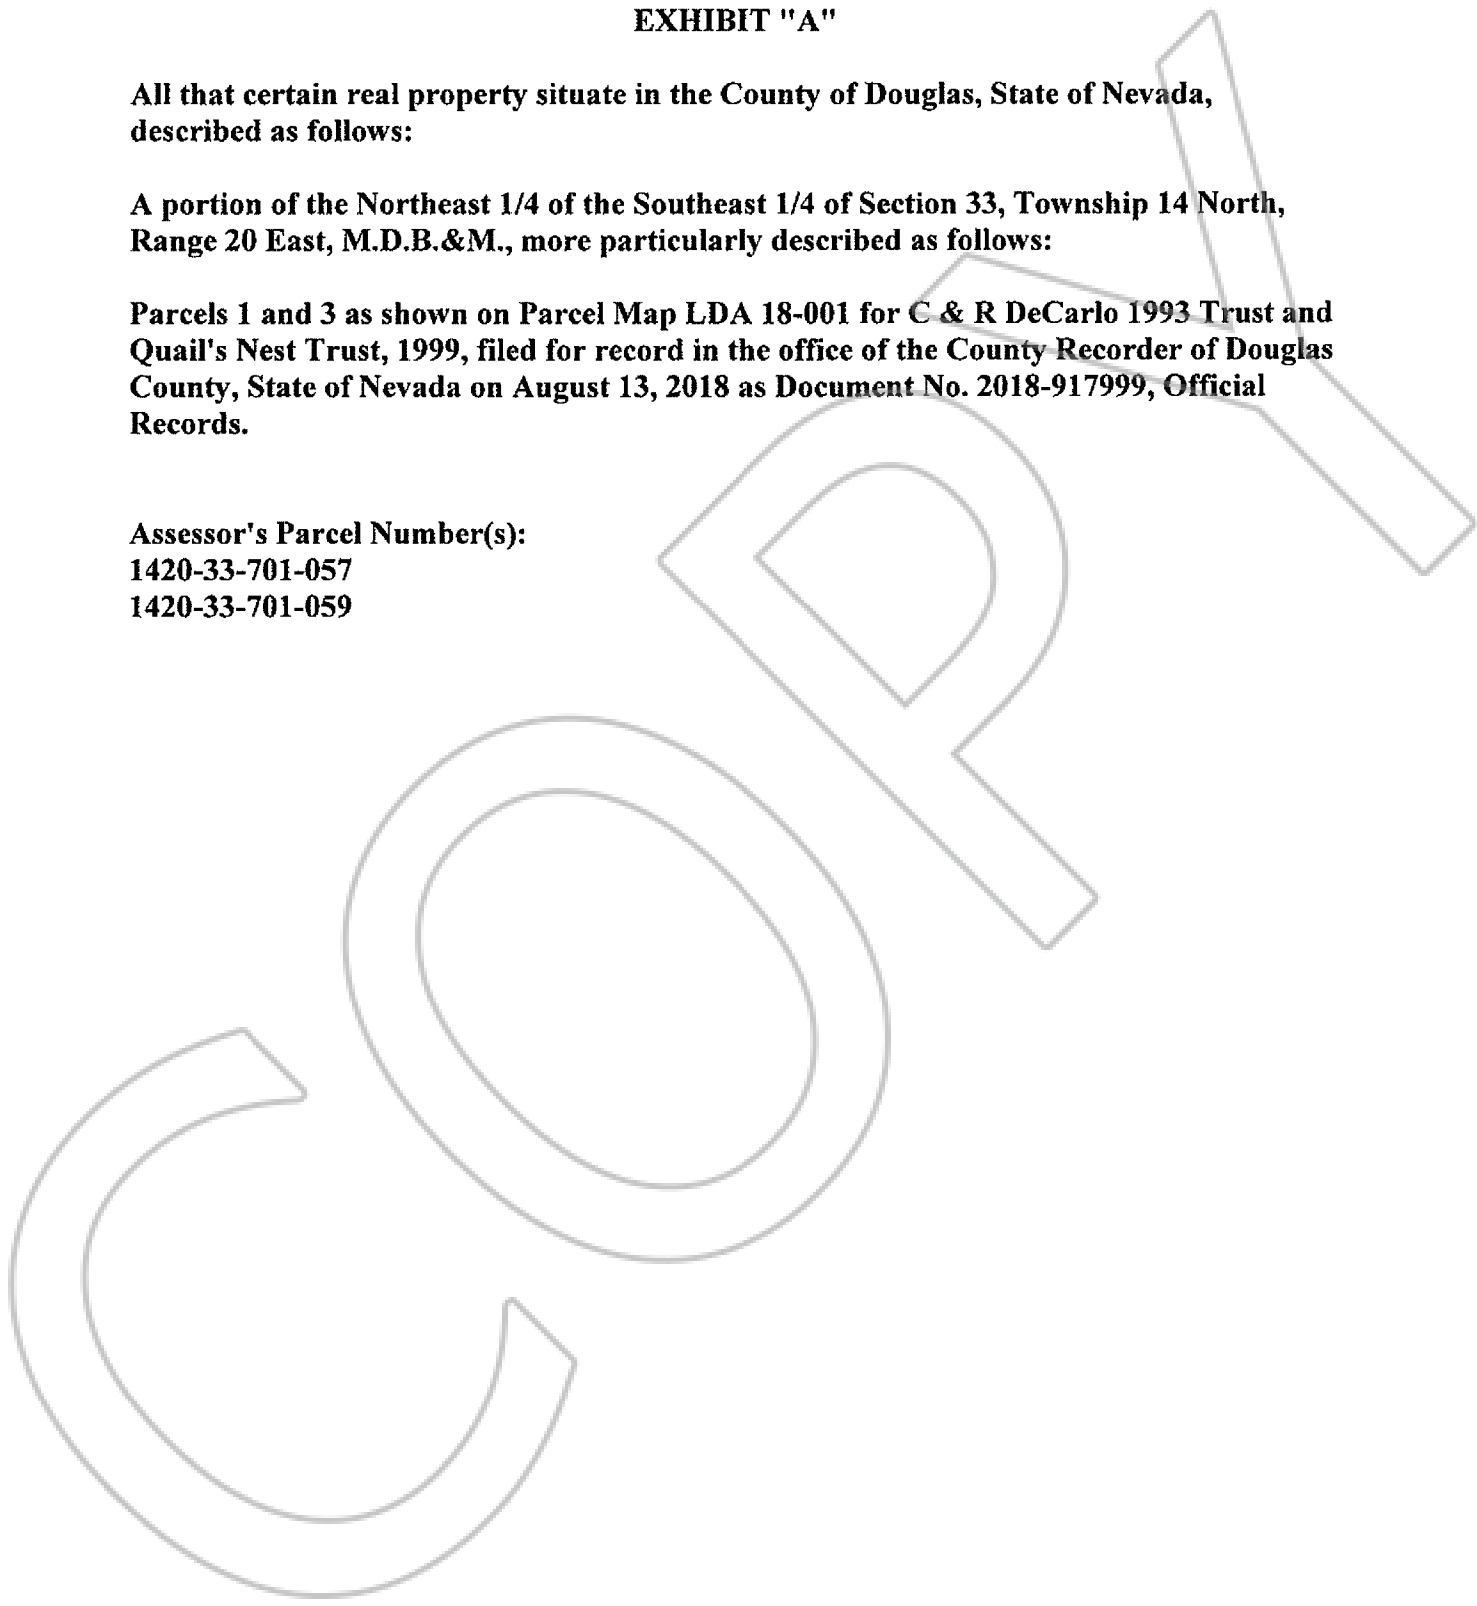 EXHIBIT "A"
All that certain real property situate in the County of Douglas, State of Nevada,
described as follows:
A portion of the Northeast 1/4 of the Southeast 1/4 of Section 33, Township 14 North,
Range 20 East, M.D.B.&M., more particularly described as follows:
Parcels 1 and 3 as shown on Parcel Map LDA 18-001 for C & R DeCarlo 1993 Trust and
Quail's Nest Trust, 1999, filed for record in the office of the County Recorder of Douglas
County, State of Nevada on August 13, 2018 as Document No. 2018-917999, Official
Records.
Assessor's Parcel Number(s):
1420-33-701-057
1420-33-701-059
COPY